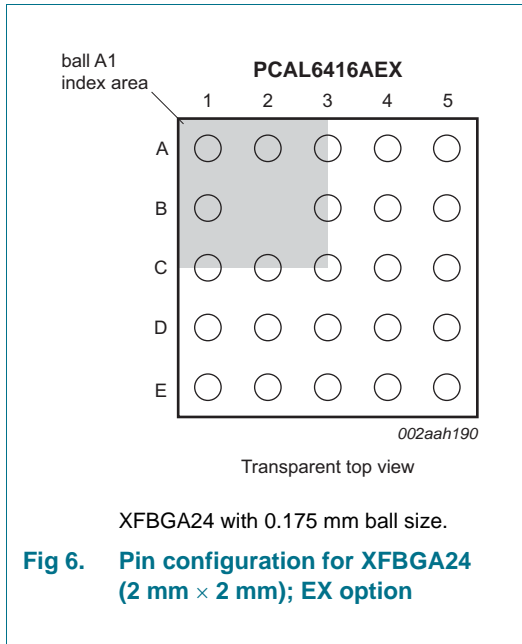 ball A1
index area
PCAL6416AEX
1 2 3 4 5
A
B
C
D
E
002aah190
Transparent top view
XFBGA24 with 0.175 mm ball size.
Fig 6. Pin configuration for XFBGA24
(2 mm × 2 mm); EX option